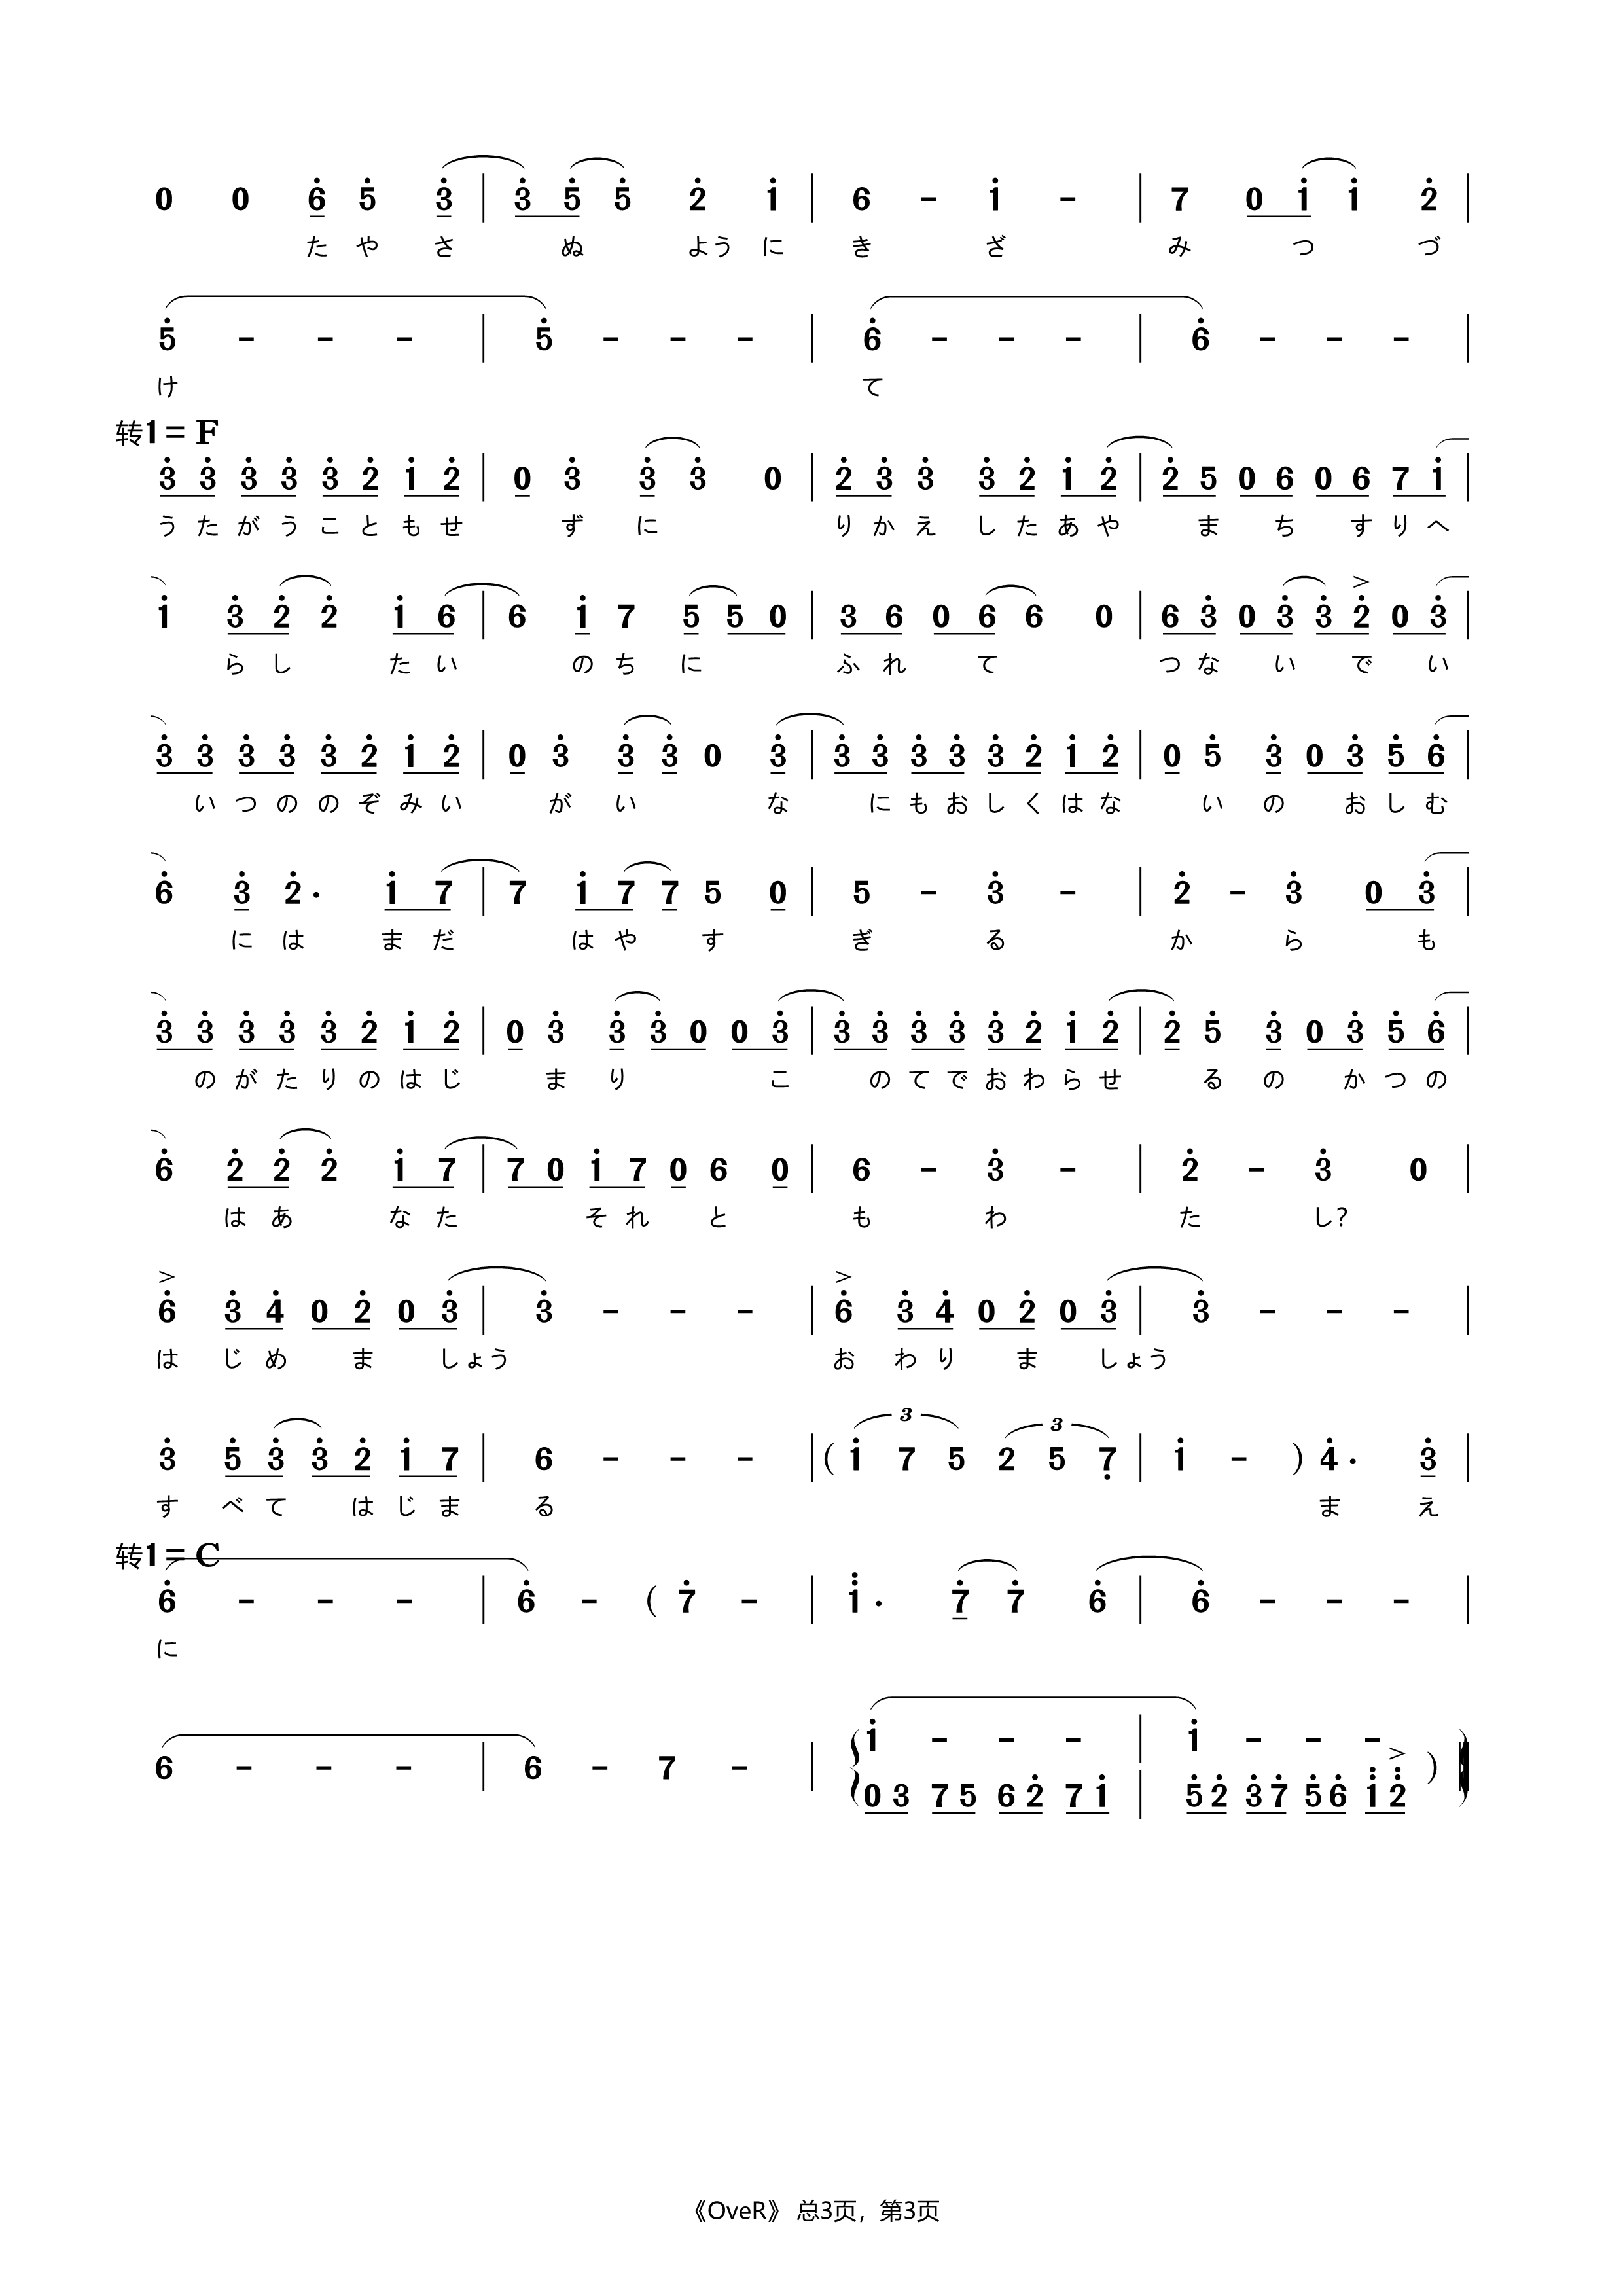 0 0 6 5 3 | 3 5 5 2 1 | 6 - 1 - | 7 0 1 1 2 |
た や さ ぬ よう に き ざ み つ づ
5 - - - | 5 - - - | 6 - - - | 6 - - - |
け て
转1= F
3 3 3 3 3 2 1 2 | 0 3 3 3 0 | 2 3 3 3 2 1 2 | 2 5 0 6 0 6 7 1 |
う た が う こ と も せ ず に り か え し た あ や ま ち す り へ
1 3 2 2 1 6 | 6 1 7 5 5 0 | 3 6 0 6 6 0 | 6 3 0 3 3 2 0 3 |
ら し た い の ち に ふ れ て つ な い で い
3 3 3 3 3 2 1 2 | 0 3 3 3 0 3 | 3 3 3 3 3 2 1 2 | 0 5 3 0 3 5 6 |
い つ の の ぞ み い が い な に も お し く は な い の お し む
6 3 2. 1 7 | 7 1 7 7 5 0 | 5 - 3 - | 2 - 3 0 3 |
に は ま だ は や す ぎ る か ら も
3 3 3 3 3 2 1 2 | 0 3 3 3 0 0 3 | 3 3 3 3 3 2 1 2 | 2 5 3 0 3 5 6 |
の が た り の は じ ま り こ の て で お わ ら せ る の か つ の
6 2 2 2 1 7 | 7 0 1 7 0 6 0 | 6 - 3 - | 2 - 3 0 |
は あ な た そ れ と も わ た し?
> >
6 3 4 0 2 0 3 | 3 - - - | 6 3 4 0 2 0 3 | 3 - - - |
は じ め ま しょう お わ り ま しょう
3 3
3 5 3 3 2 1 7 | 6 - - - | ( 1 7 5 2 5 7 | 1 - ) 4. 3 |
す べ て は じ ま る ま え
转1= C
6 - - - | 6 - ( 7 - | 1. 7 7 6 | 6 - - - |
に
6 - - - | 6 - 7 - |
1 - - - | 1 - - -
0 3 7 5 6 2 7 1 | 5 2 3 7 5 6 1 2 )
《OveR》 总3页，第3页